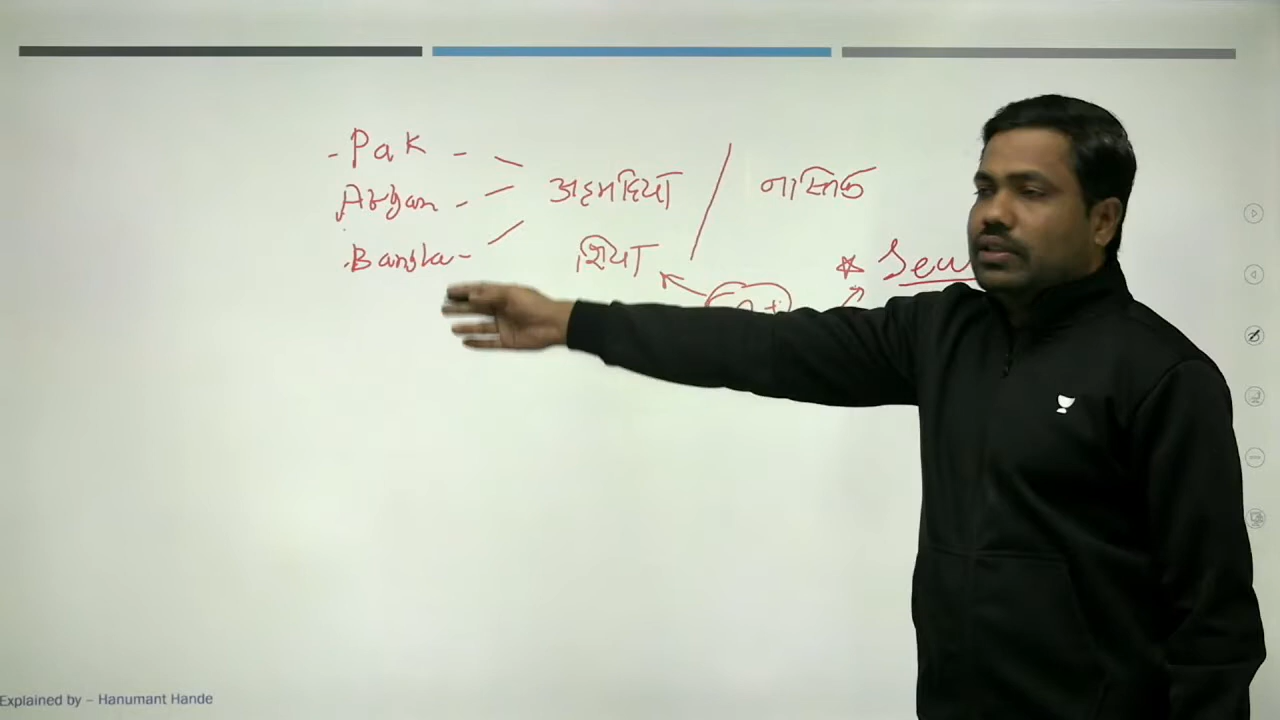 - Pak -
Afgan - अहमदिया / नास्तिक
Bangla - शिया
Explained by – Hanumant Hande